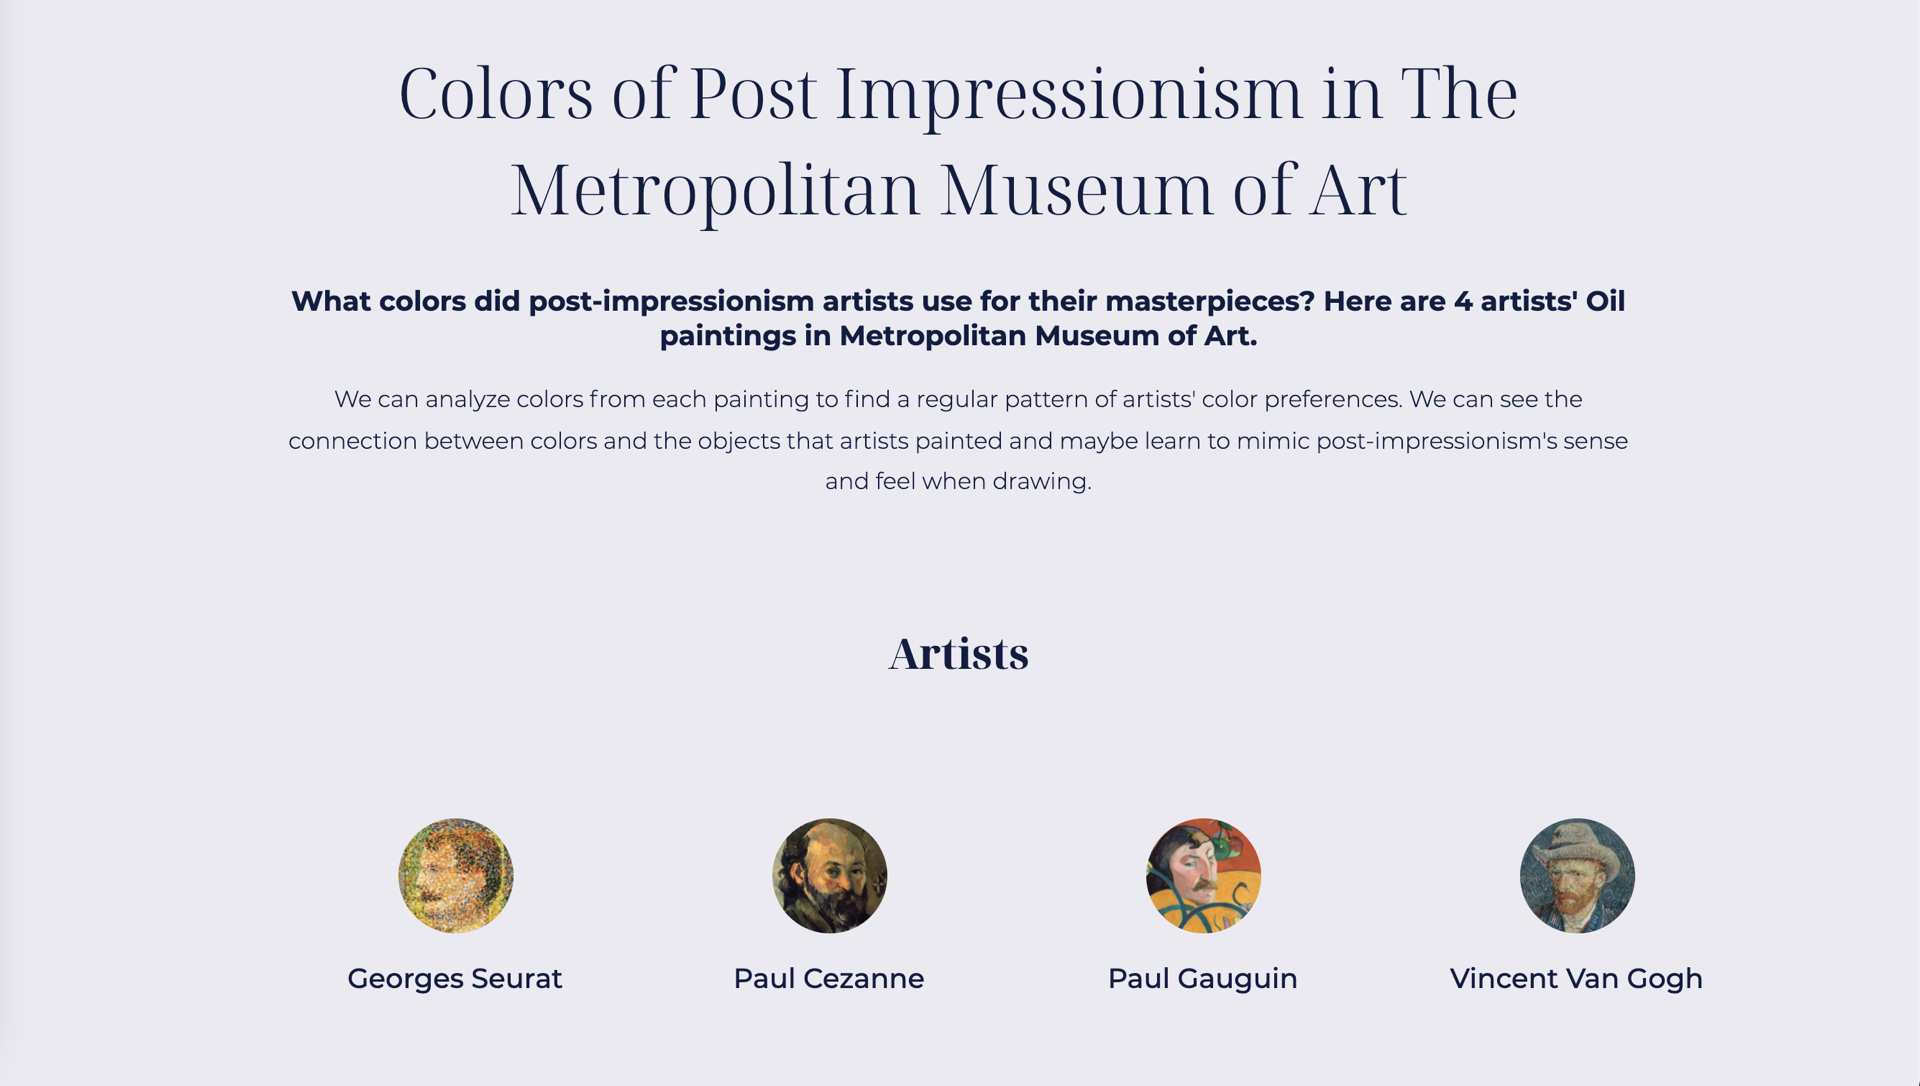 Colors of Post Impressionism in The
Metropolitan Museum of Art
What colors did post-impressionism artists use for their masterpieces? Here are 4 artists' Oil
paintings in Metropolitan Museum of Art.
We can analyze colors from each painting to find a regular pattern of artists' color preferences. We can see the
connection between colors and the objects that artists painted and maybe learn to mimic post-impressionism's sense
and feel when drawing.
Artists
Georges Seurat
Paul Cezanne
Paul Gauguin
Vincent Van Gogh